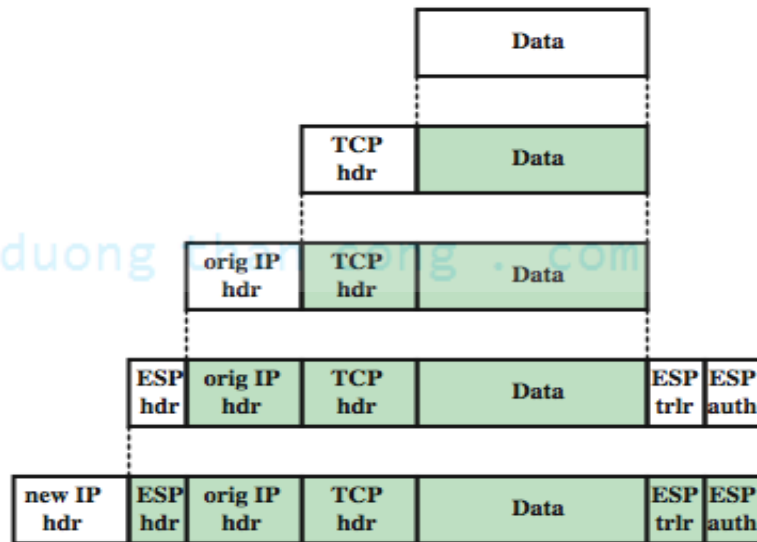 Data
TCP
hdr
Data
duong than cong . com
orig IP
hdr
TCP
hdr
Data
ESP
hdr
orig IP
hdr
TCP
hdr
Data
ESP
trlr
ESP
auth
new IP
hdr
ESP
hdr
orig IP
hdr
TCP
hdr
Data
ESP
trlr
ESP
auth